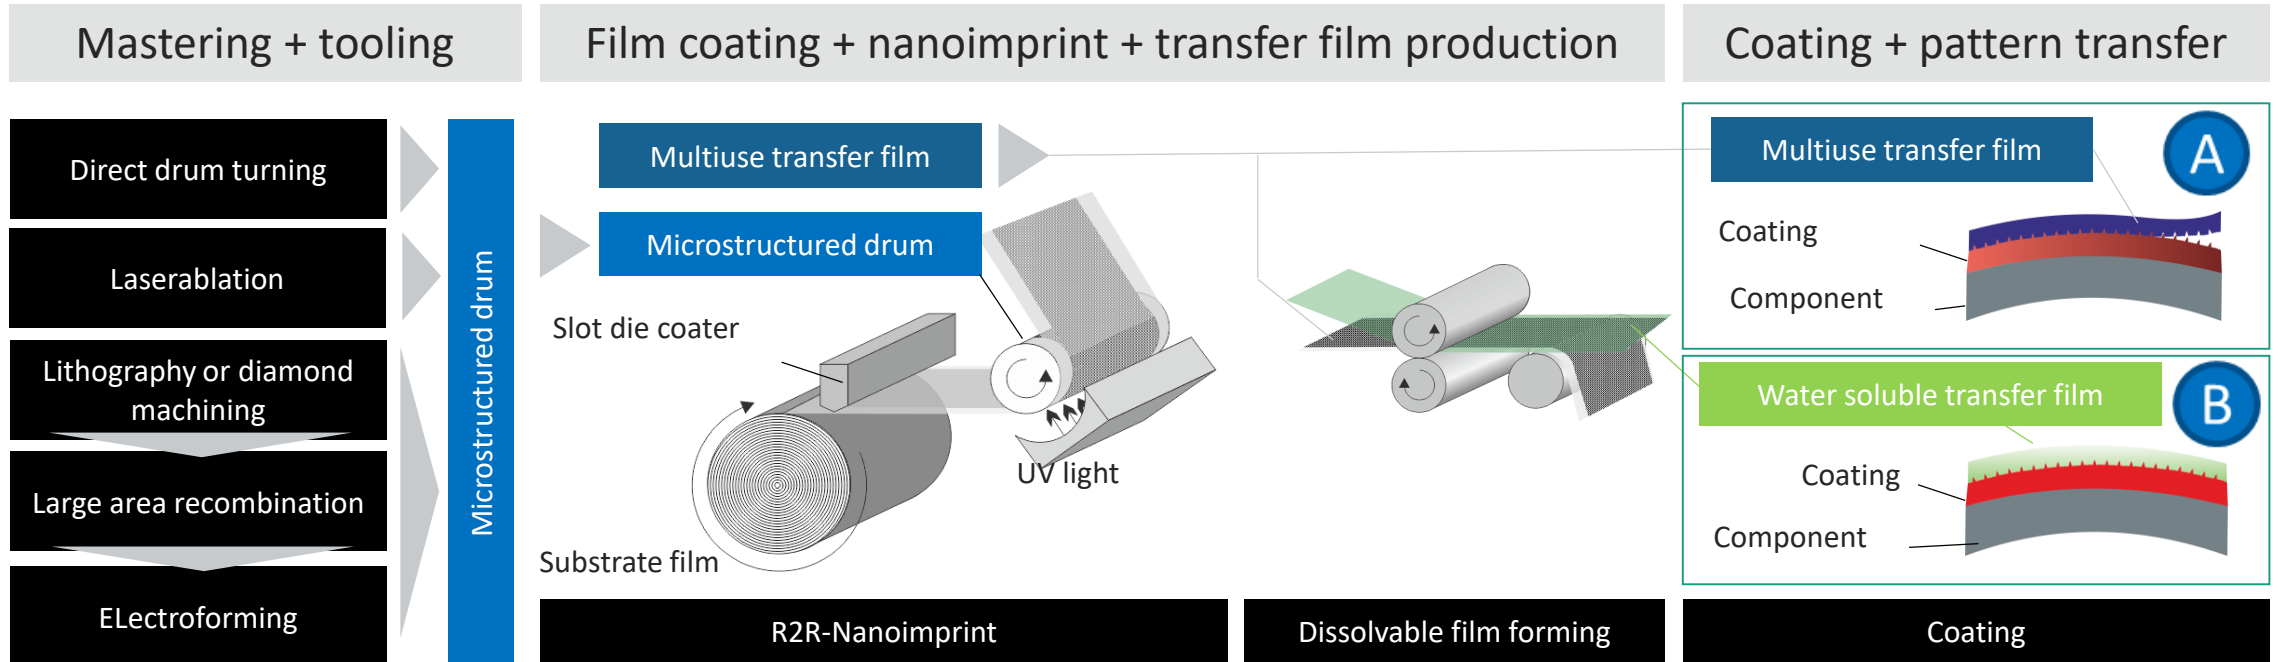 Mastering + tooling
Film coating + nanoimprint + transfer film production
Coating + pattern transfer
Direct drum turning
Laserablation
Lithography or diamond
machining
Large area recombination
ELectroforming
Microstructured drum
Multiuse transfer film
Microstructured drum
Slot die coater
UV light
Substrate film
R2R-Nanoimprint
Dissolvable film forming
Multiuse transfer film
A
Coating
Component
Water soluble transfer film
B
Coating
Component
Coating